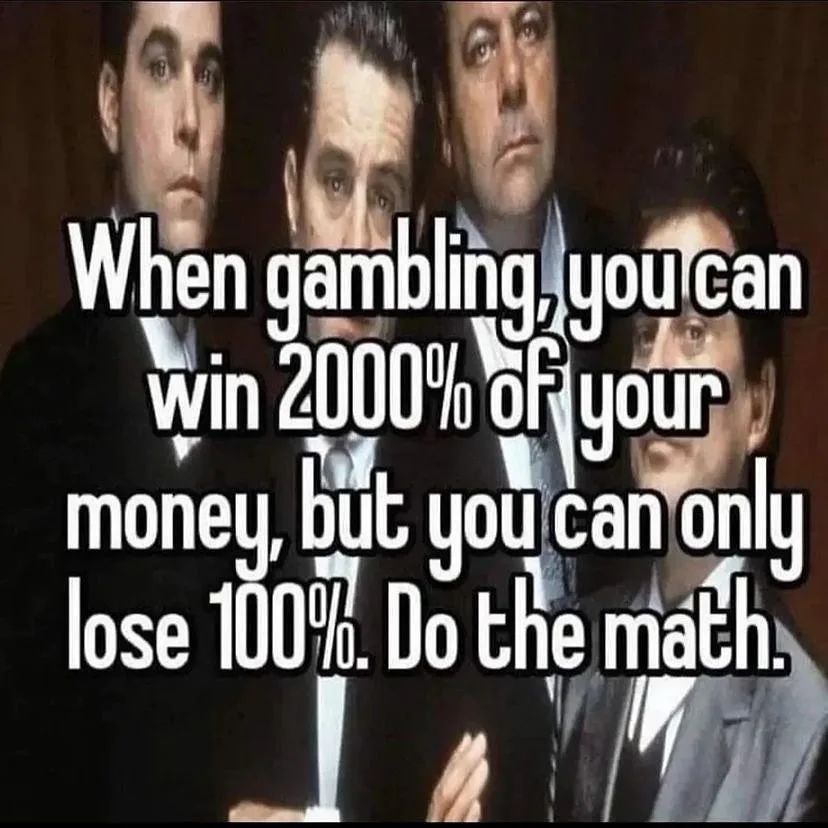 When gambling, you can
win 2000% of your
money, but you can only
lose 100%. Do the math.